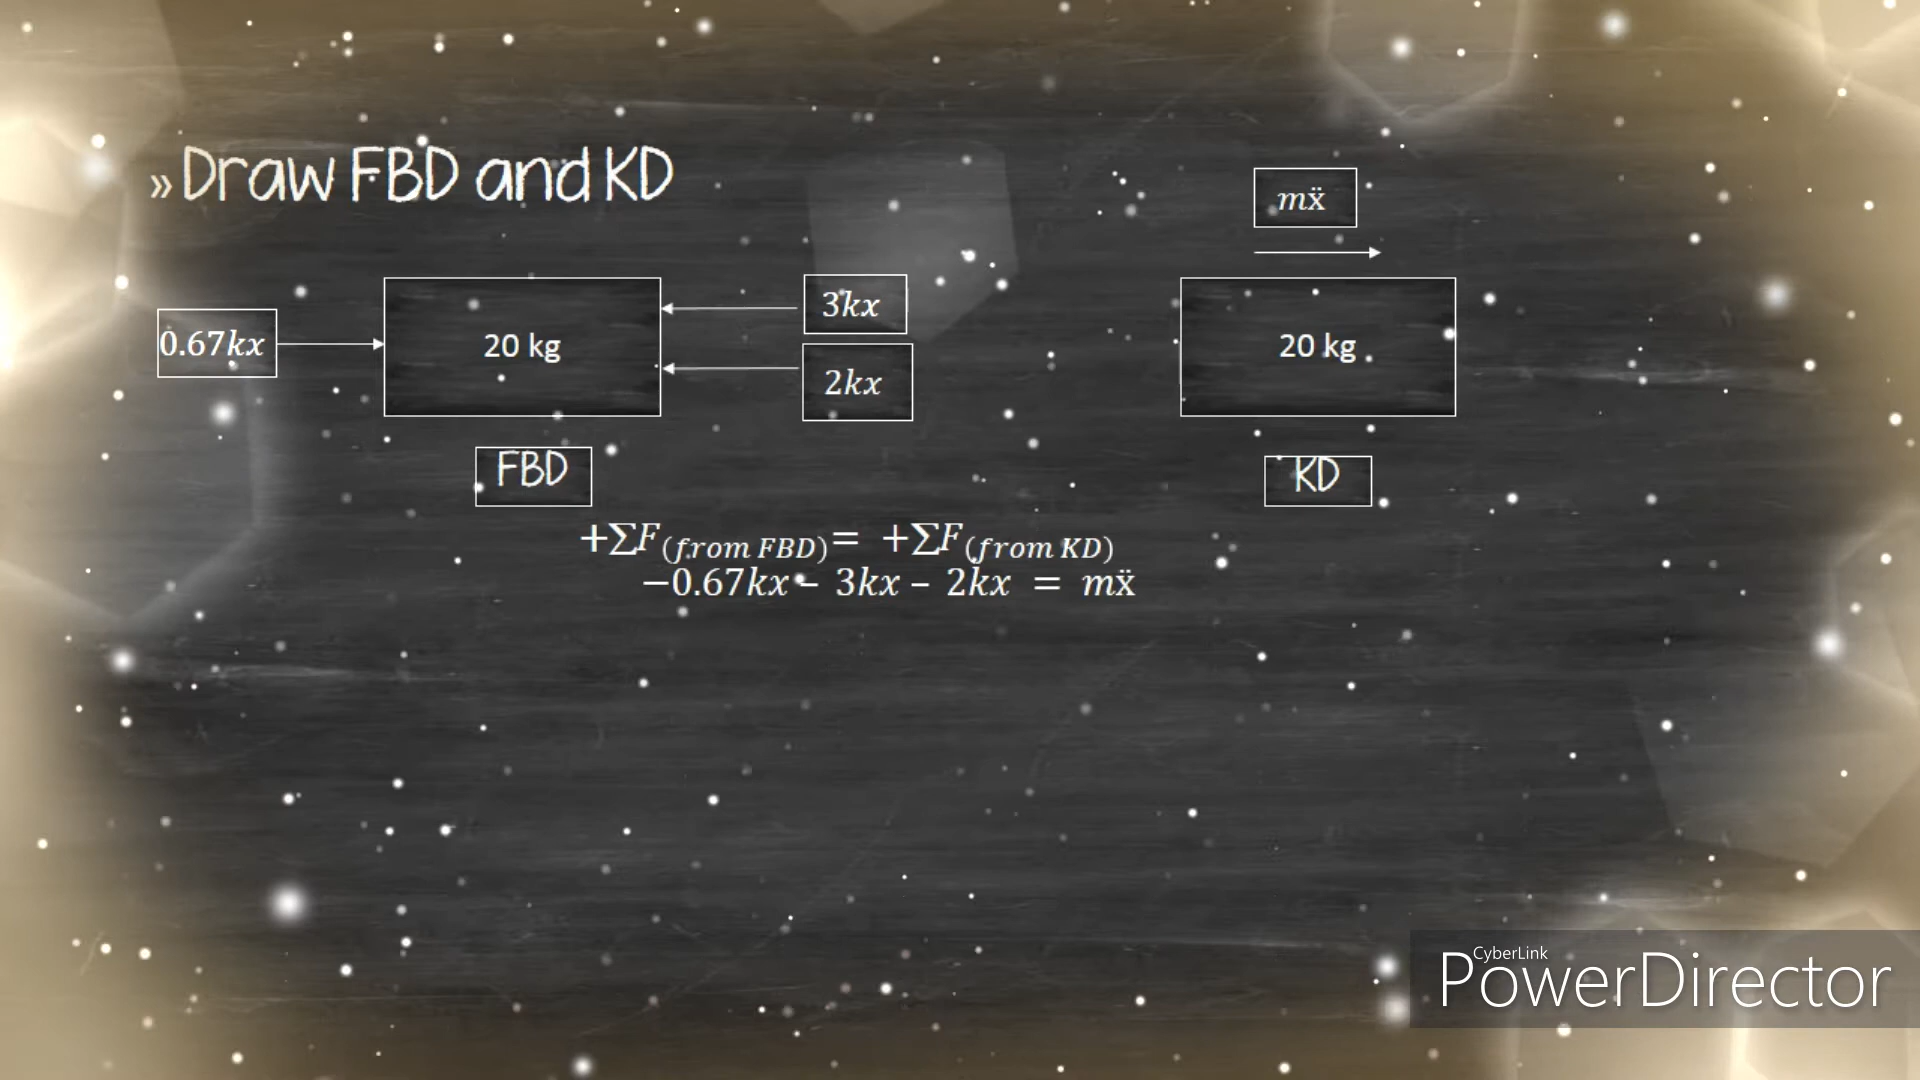 » Draw FBD and KD
mẍ
0.67kx
20 kg
3kx
2kx
20 kg
FBD
KD
+ΣF(from FBD)= +ΣF(from KD)
−0.67kx – 3kx – 2kx = mẍ
CyberLink
PowerDirector